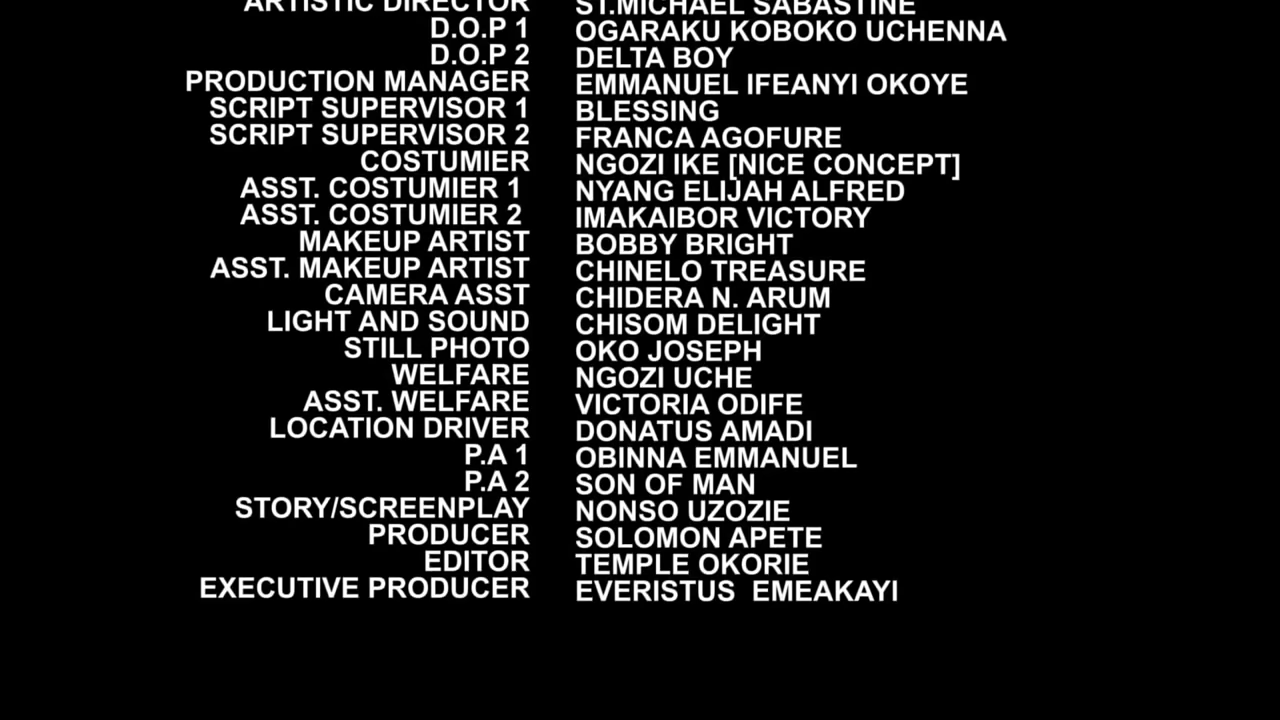 ARTISTIC DIRECTOR ST.MICHAEL SABASTINE
D.O.P 1 OGARAKU KOBOKO UCHENNA
D.O.P 2 DELTA BOY
PRODUCTION MANAGER EMMANUEL IFEANYI OKOYE
SCRIPT SUPERVISOR 1 BLESSING
SCRIPT SUPERVISOR 2 FRANCA AGOFURE
COSTUMIER NGOZI IKE [NICE CONCEPT]
ASST. COSTUMIER 1 NYANG ELIJAH ALFRED
ASST. COSTUMIER 2 IMAKAIBOR VICTORY
MAKEUP ARTIST BOBBY BRIGHT
ASST. MAKEUP ARTIST CHINELO TREASURE
CAMERA ASST CHIDERA N. ARUM
LIGHT AND SOUND CHISOM DELIGHT
STILL PHOTO OKO JOSEPH
WELFARE NGOZI UCHE
ASST. WELFARE VICTORIA ODIFE
LOCATION DRIVER DONATUS AMADI
P.A 1 OBINNA EMMANUEL
P.A 2 SON OF MAN
STORY/SCREENPLAY NONSO UZOZIE
PRODUCER SOLOMON APETE
EDITOR TEMPLE OKORIE
EXECUTIVE PRODUCER EVERISTUS EMEAKAYI